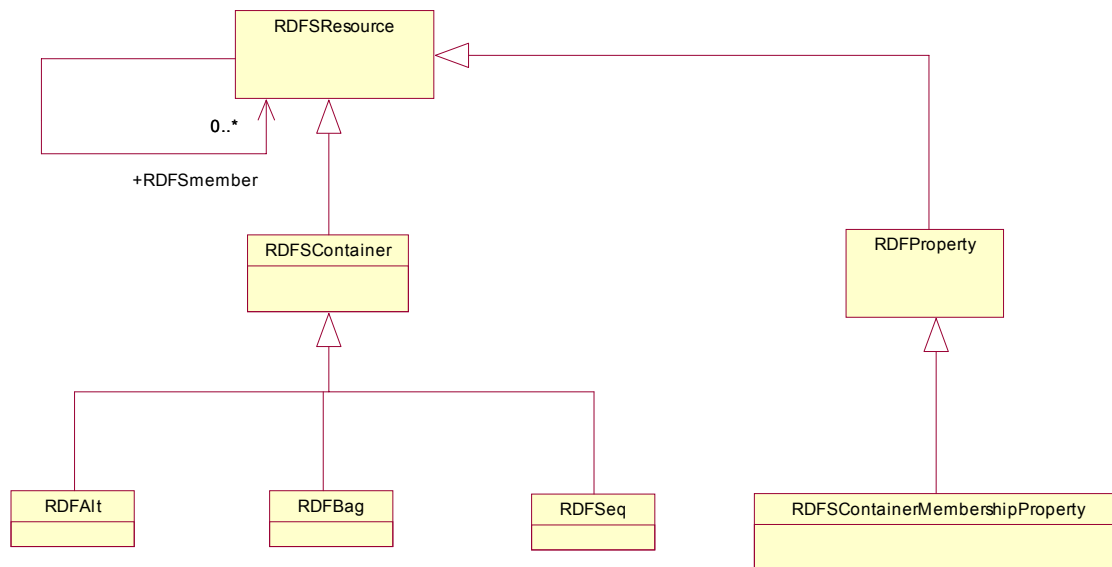 RDFSResource
0..*
+RDFSmember
RDFSContainer
RDFProperty
RDFAlt
RDFBag
RDFSeq
RDFSContainerMembershipProperty